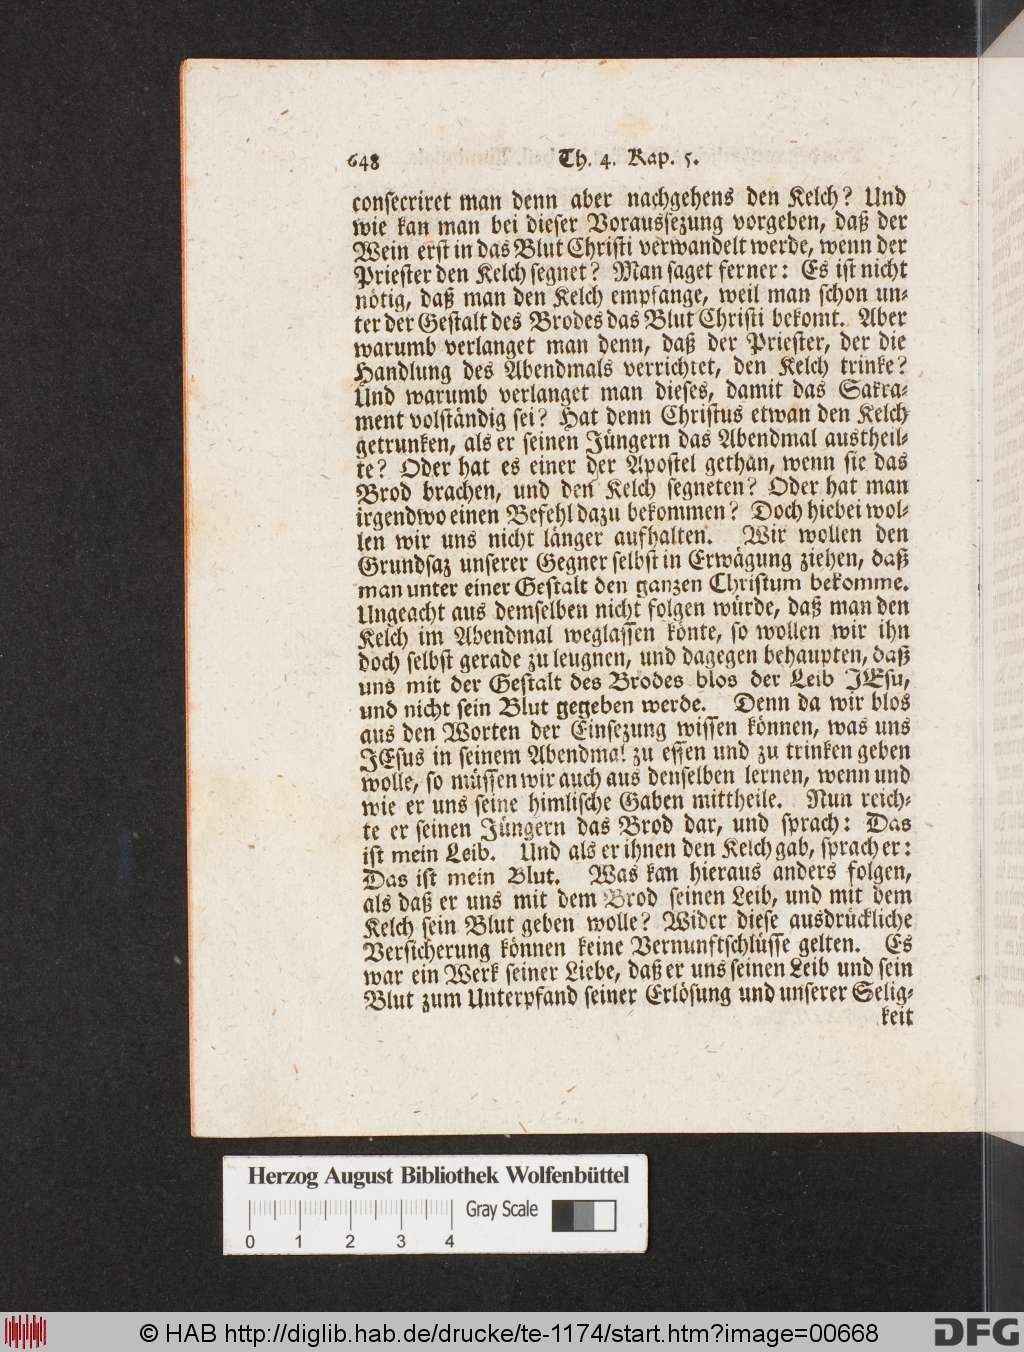 648 Th. 4. Kap. 5.
consecriret man denn aber nachgehens den Kelch? Und
wie kan man bei dieser Voraussezung vorgeben, daß der
Wein erst in das Blut Christi verwandelt werde, wenn der
Priester den Kelch segnet? Man saget ferner: Es ist nicht
nötig, daß man den Kelch empfange, weil man schon un-
ter der Gestalt des Brodes das Blut Christi bekomt. Aber
warumb verlanget man denn, daß der Priester, der die
Handlung des Abendmals verrichtet, den Kelch trinke?
Und warumb verlanget man dieses, damit das Sakra-
ment volständig sei? Hat denn Christus etwan den Kelch
getrunken, als er seinen Jüngern das Abendmal austheil-
te? Oder hat es einer der Apostel gethan, wenn sie das
Brod brachen, und den Kelch segneten? Oder hat man
irgendwo einen Befehl dazu bekommen? Doch hiebei wol-
len wir uns nicht länger aufhalten. Wir wollen den
Grundsaz unserer Gegner selbst in Erwägung ziehen, daß
man unter einer Gestalt den ganzen Christum bekomme.
Ungeacht aus demselben nicht folgen würde, daß man den
Kelch im Abendmal weglassen könte, so wollen wir ihn
doch selbst gerade zu leugnen, und dagegen behaupten, daß
uns mit der Gestalt des Brodes blos der Leib JEsu,
und nicht sein Blut gegeben werde. Denn da wir blos
aus den Worten der Einsezung wissen können, was uns
JEsus in seinem Abendmal zu essen und zu trinken geben
wolle, so müssen wir auch aus denselben lernen, wenn und
wie er uns seine himlische Gaben mittheile. Nun reich-
te er seinen Jüngern das Brod dar, und sprach: Das
ist mein Leib. Und als er ihnen den Kelch gab, sprach er:
Das ist mein Blut. Was kan hieraus anders folgen,
als daß er uns mit dem Brod seinen Leib, und mit dem
Kelch sein Blut geben wolle? Wider diese ausdrückliche
Versicherung können keine Vernunftschlüsse gelten. Es
war ein Werk seiner Liebe, daß er uns seinen Leib und sein
Blut zum Unterpfand seiner Erlösung und unserer Selig-
keit
Herzog August Bibliothek Wolfenbüttel
Gray Scale
0 1 2 3 4
© HAB http://diglib.hab.de/drucke/te-1174/start.htm?image=00668
DFG